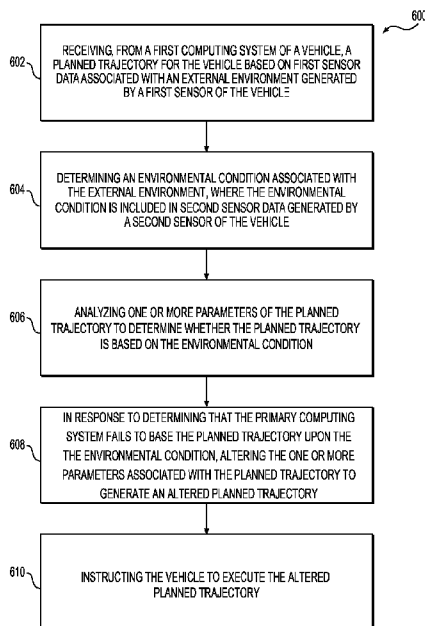 600
602
RECEIVING, FROM A FIRST COMPUTING SYSTEM OF A VEHICLE, A
PLANNED TRAJECTORY FOR THE VEHICLE BASED ON FIRST SENSOR
DATA ASSOCIATED WITH AN EXTERNAL ENVIRONMENT GENERATED
BY A FIRST SENSOR OF THE VEHICLE
604
DETERMINING AN ENVIRONMENTAL CONDITION ASSOCIATED WITH
THE EXTERNAL ENVIRONMENT, WHERE THE ENVIRONMENTAL
CONDITION IS INCLUDED IN SECOND SENSOR DATA GENERATED BY
A SECOND SENSOR OF THE VEHICLE
606
ANALYZING ONE OR MORE PARAMETERS OF THE PLANNED
TRAJECTORY TO DETERMINE WHETHER THE PLANNED TRAJECTORY
IS BASED ON THE ENVIRONMENTAL CONDITION
608
IN RESPONSE TO DETERMINING THAT THE PRIMARY COMPUTING
SYSTEM FAILS TO BASE THE PLANNED TRAJECTORY UPON THE
THE ENVIRONMENTAL CONDITION, ALTERING THE ONE OR MORE
PARAMETERS ASSOCIATED WITH THE PLANNED TRAJECTORY TO
GENERATE AN ALTERED PLANNED TRAJECTORY
610
INSTRUCTING THE VEHICLE TO EXECUTE THE ALTERED
PLANNED TRAJECTORY